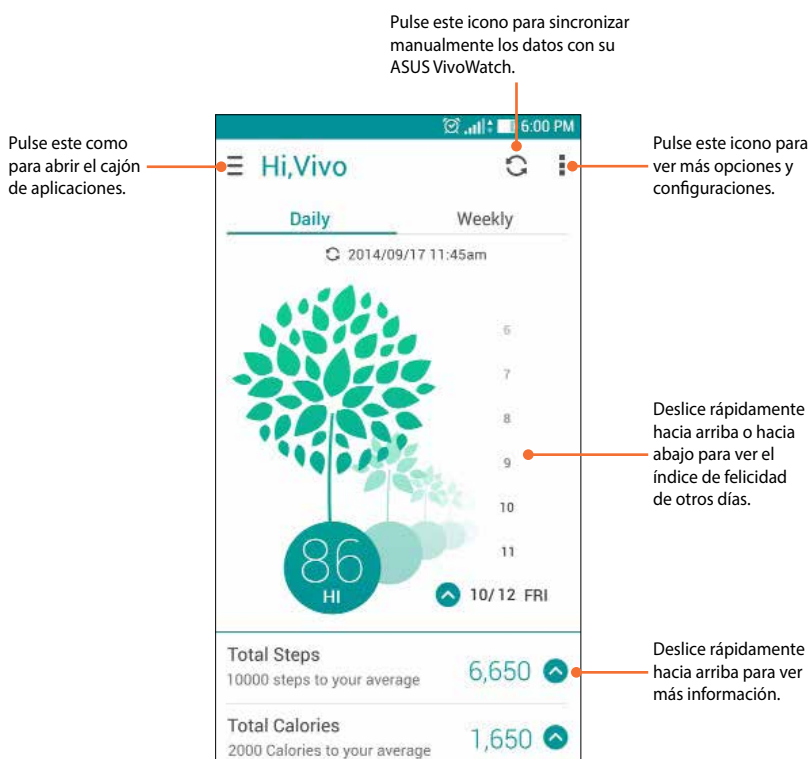 Pulse este icono para sincronizar
manualmente los datos con su
ASUS VivoWatch.
Pulse este como
para abrir el cajón
de aplicaciones.
6:00 PM
Hi,Vivo
Pulse este icono para
ver más opciones y
configuraciones.
Daily Weekly
2014/09/17 11:45am
6
7
8
9
10
11
Deslice rápidamente
hacia arriba o hacia
abajo para ver el
índice de felicidad
de otros días.
86
HI
10/12 FRI
Total Steps
10000 steps to your average
6,650
Deslice rápidamente
hacia arriba para ver
más información.
Total Calories
2000 Calories to your average
1,650